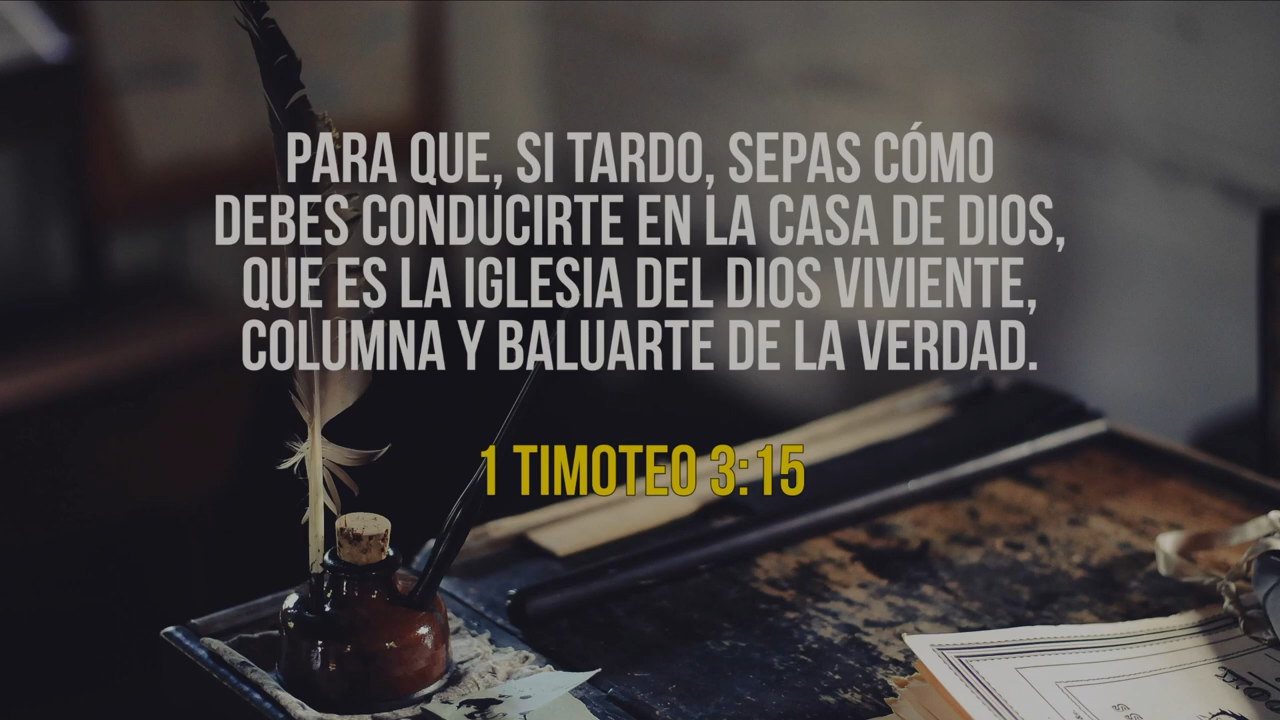 PARA QUE, SI TARDO, SEPAS CÓMO
DEBES CONDUCIRTE EN LA CASA DE DIOS,
QUE ES LA IGLESIA DEL DIOS VIVIENTE,
COLUMNA Y BALUARTE DE LA VERDAD.
1 TIMOTEO 3:15